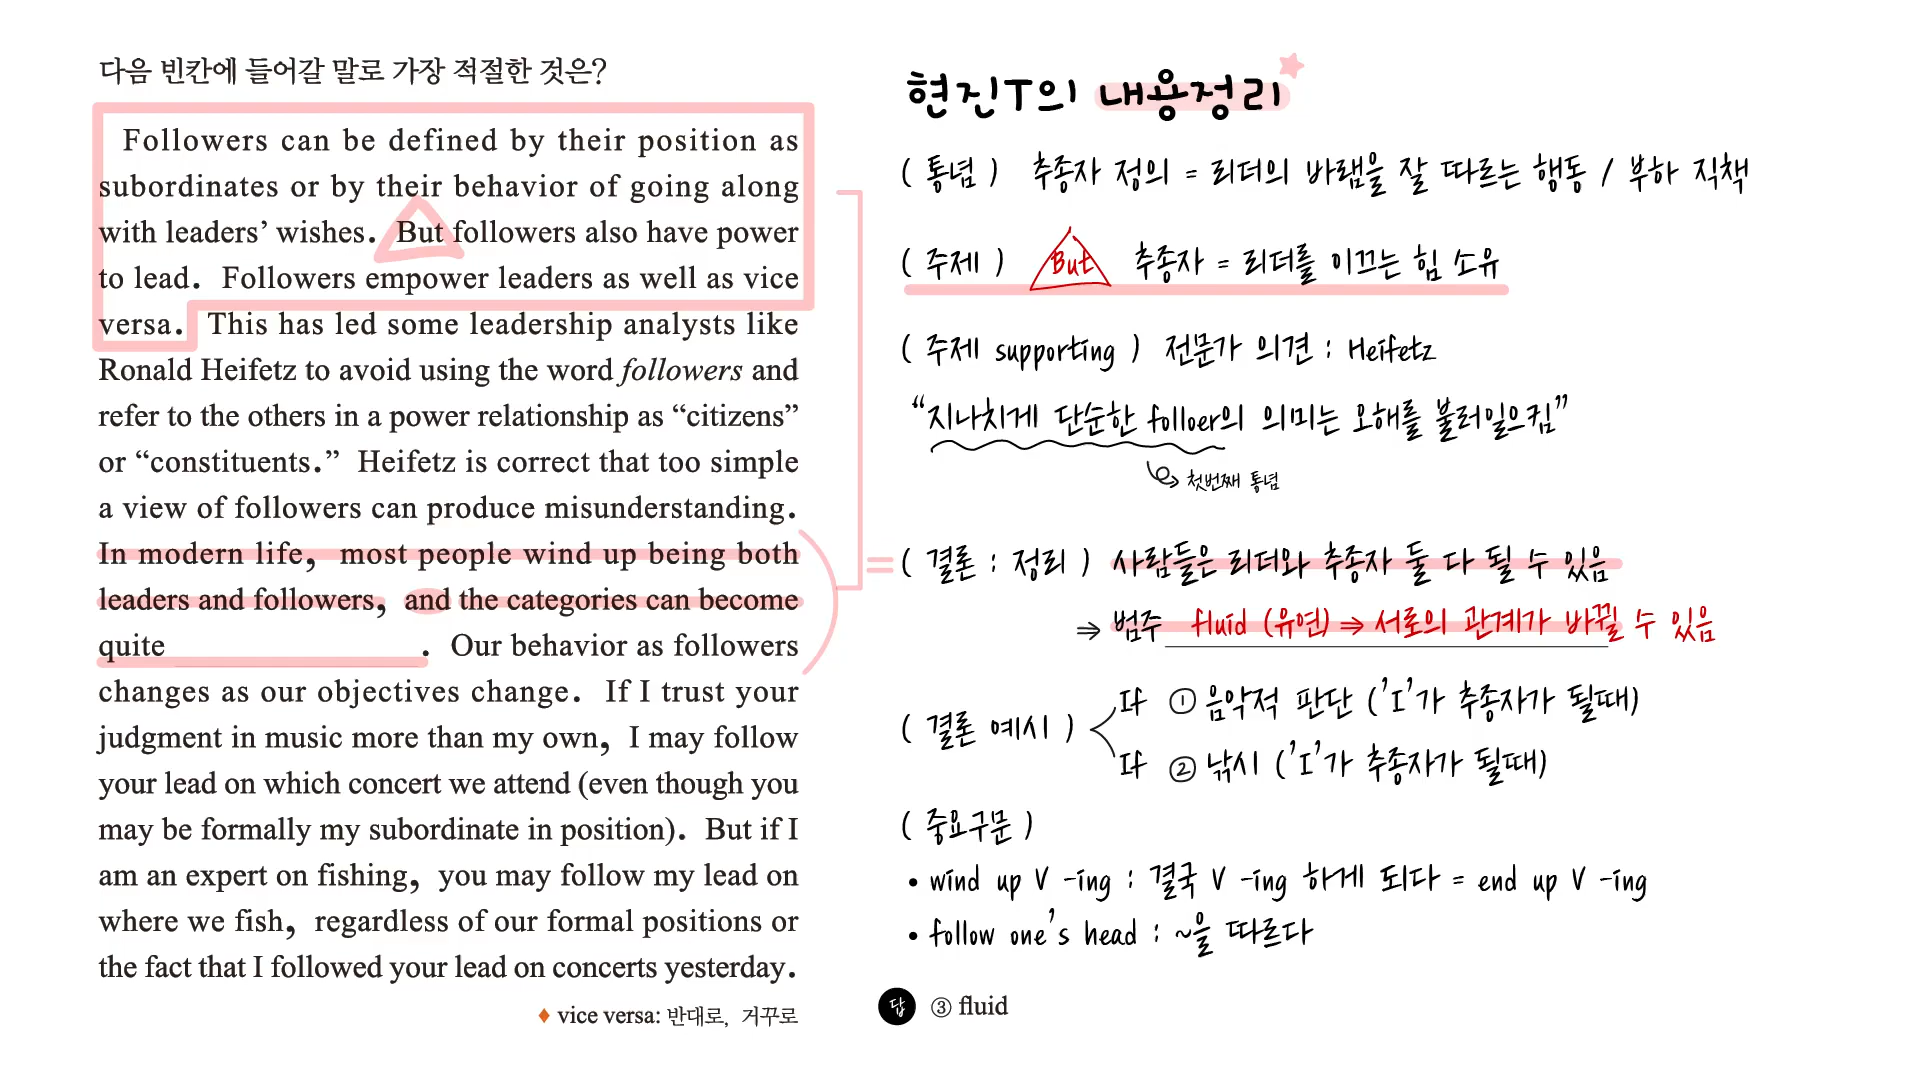 다음 빈칸에 들어갈 말로 가장 적절한 것은?
Followers can be defined by their position as
subordinates or by their behavior of going along
with leaders’ wishes. But followers also have power
to lead. Followers empower leaders as well as vice
versa. This has led some leadership analysts like
Ronald Heifetz to avoid using the word followers and
refer to the others in a power relationship as “citizens”
or “constituents.” Heifetz is correct that too simple
a view of followers can produce misunderstanding.
In modern life, most people wind up being both
leaders and followers, and the categories can become
quite ______________. Our behavior as followers
changes as our objectives change. If I trust your
judgment in music more than my own, I may follow
your lead on which concert we attend (even though you
may be formally my subordinate in position). But if I
am an expert on fishing, you may follow my lead on
where we fish, regardless of our formal positions or
the fact that I followed your lead on concerts yesterday.
♦ vice versa: 반대로, 거꾸로
현진T의 내용정리
( 통념 ) 추종자 정의 = 리더의 바램을 잘 따르는 행동 / 부하 직책
( 주제 ) But 추종자 = 리더를 이끄는 힘 소유
( 주제 supporting ) 전문가 의견 : Heifetz
“지나치게 단순한 folloer의 의미는 오해를 불러일으킴”
첫번째 통념
= ( 결론 : 정리 ) 사람들은 리더와 추종자 둘 다 될 수 있음
⇒ 범주 fluid (유연) ⇒ 서로의 관계가 바뀔 수 있음
( 결론 예시 )
If ① 음악적 판단 ('I'가 추종자가 될때)
If ② 낚시 ('I'가 추종자가 될때)
( 중요구문 )
• wind up V -ing : 결국 V -ing 하게 되다 = end up V -ing
• follow one's head : ~을 따르다
답 ③ fluid